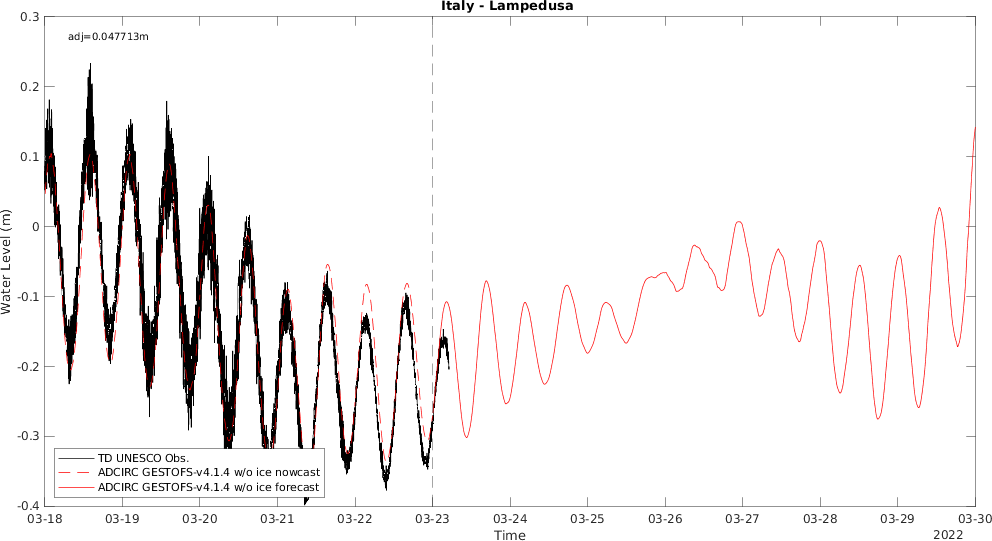 Italy - Lampedusa
adj=0.047713m
Water Level (m)
0.3
0.2
0.1
0
-0.1
-0.2
-0.3
-0.4
TD UNESCO Obs.
ADCIRC GESTOFS-v4.1.4 w/o ice nowcast
ADCIRC GESTOFS-v4.1.4 w/o ice forecast
03-18 03-19 03-20 03-21 03-22 03-23 03-24 03-25 03-26 03-27 03-28 03-29 03-30
Time
2022